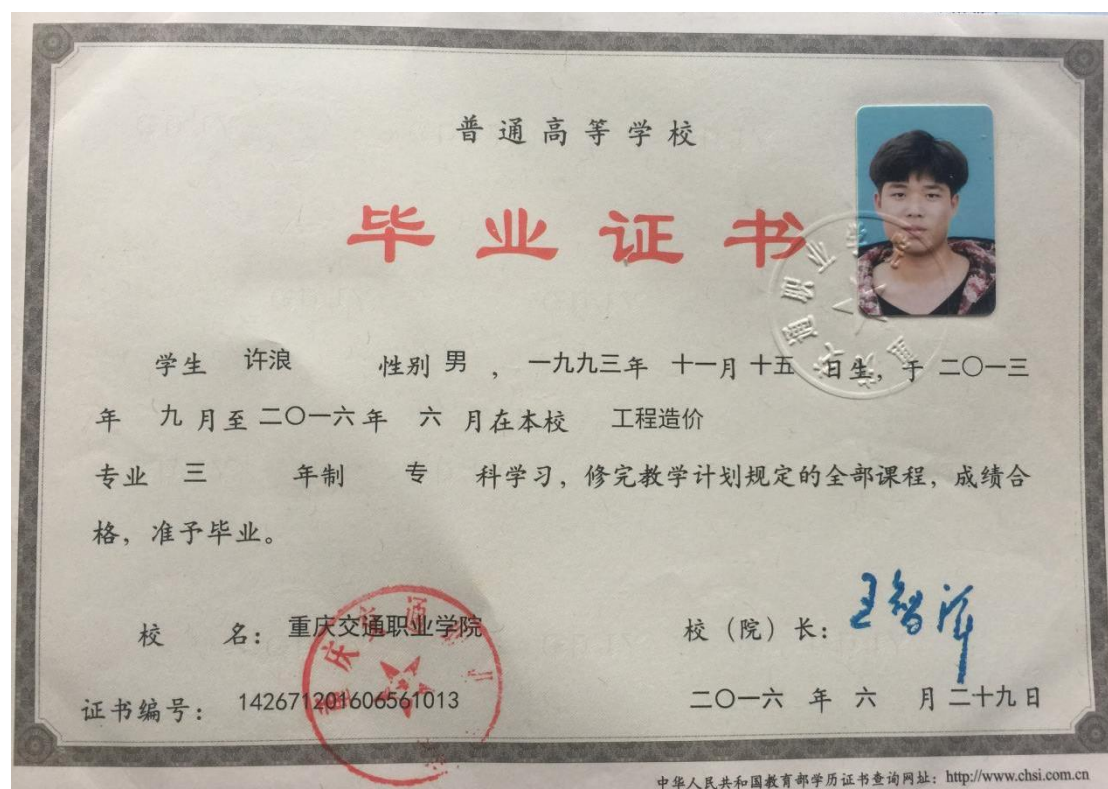 普通高等学校
毕业证书
学生 许浪 性别 男 ，一九九三年 十一月 十五 日生，于 二〇一三
年 九 月至 二〇一六年 六 月在本校 工程造价
专业 三 年制 专 科学习，修完教学计划规定的全部课程，成绩合
格，准予毕业。
校 名：重庆交通职业学院 校（院）长：
证书编号：142671201606561013 二〇一六 年 六 月 二十九日
中华人民共和国教育部学历证书查询网址：http://www.chsi.com.cn